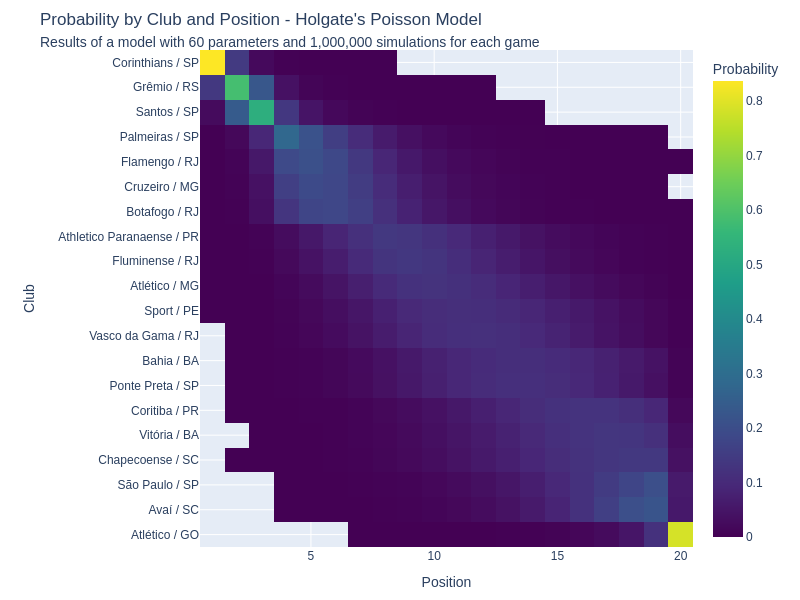 Probability by Club and Position - Holgate's Poisson Model
Results of a model with 60 parameters and 1,000,000 simulations for each game
Probability
Club
Corinthians / SP
Grêmio / RS
Santos / SP
Palmeiras / SP
Flamengo / RJ
Cruzeiro / MG
Botafogo / RJ
Athletico Paranaense / PR
Fluminense / RJ
Atlético / MG
Sport / PE
Vasco da Gama / RJ
Bahia / BA
Ponte Preta / SP
Coritiba / PR
Vitória / BA
Chapecoense / SC
São Paulo / SP
Avaí / SC
Atlético / GO
5
10
15
20
Position
0.8
0.7
0.6
0.5
0.4
0.3
0.2
0.1
0